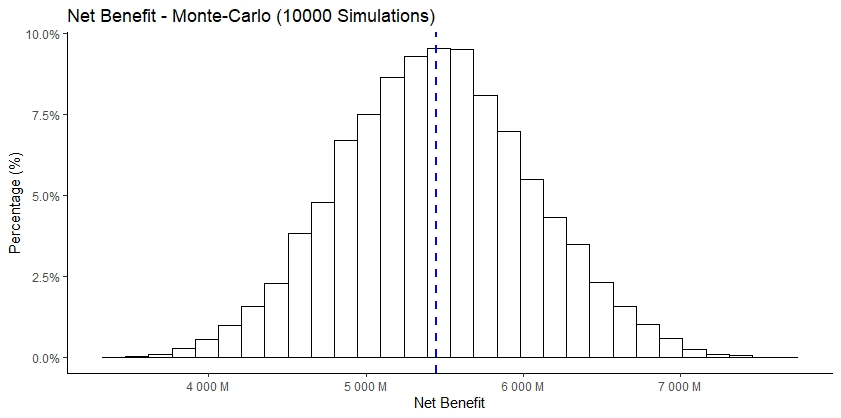 Net Benefit - Monte-Carlo (10000 Simulations)
10.0%
7.5%
5.0%
2.5%
0.0%
Percentage (%)
4 000 M 5 000 M 6 000 M 7 000 M
Net Benefit